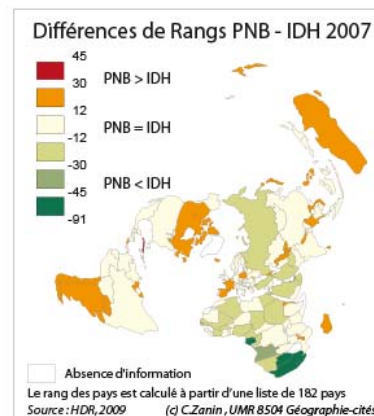 Différences de Rangs PNB - IDH 2007
45
PNB > IDH
30
12
PNB = IDH
-12
-30
PNB < IDH
-45
-91
Absence d'information
Le rang des pays est calculé à partir d'une liste de 182 pays
Source : HDR, 2009 (c) C.Zanin , UMR 8504 Géographie-cités